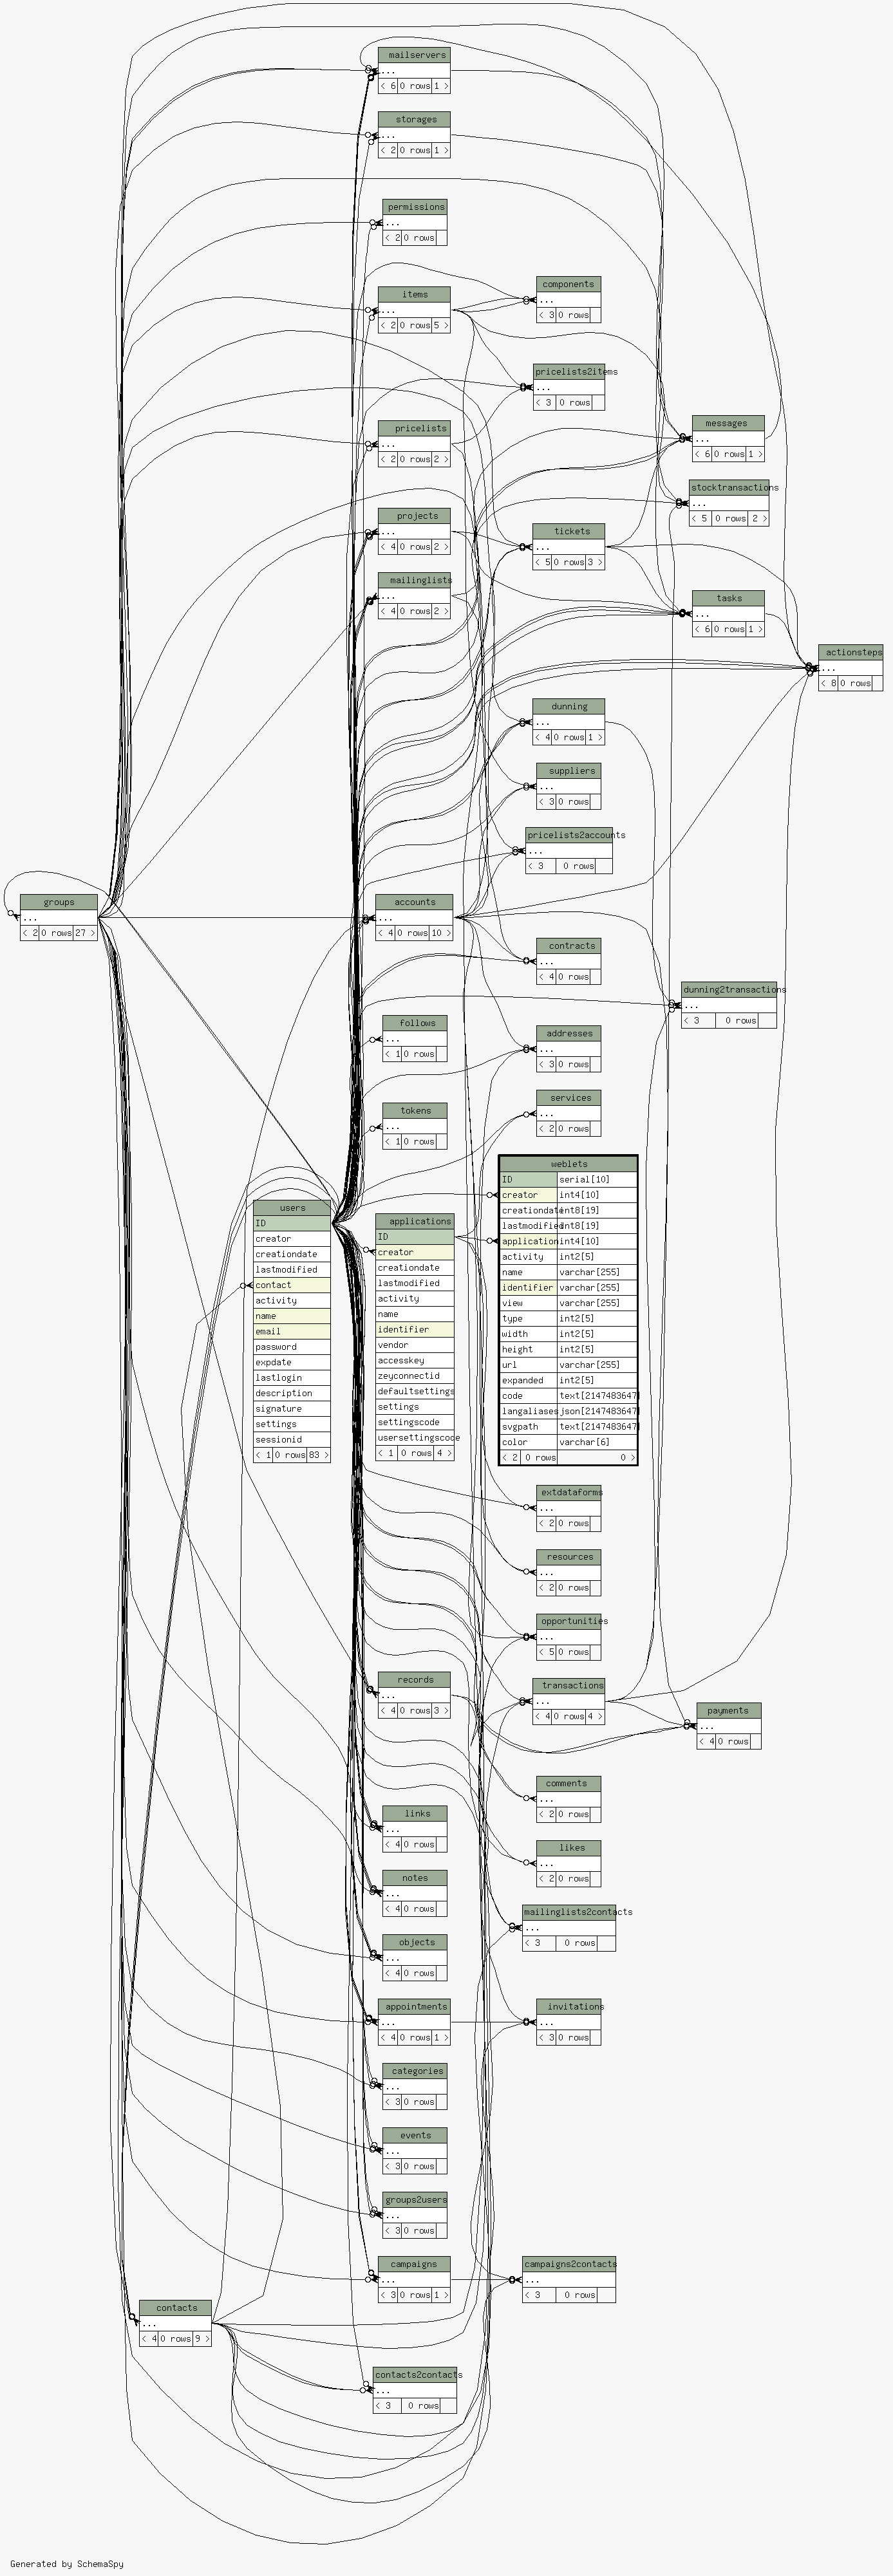 mailservers
...
< 6 0 rows 1 >
storages
...
< 2 0 rows 1 >
permissions
...
< 2 0 rows
components
...
< 3 0 rows
items
...
< 2 0 rows 5 >
pricelists2items
...
< 3 0 rows
messages
...
< 6 0 rows 1 >
pricelists
...
< 2 0 rows 2 >
stocktransactions
...
< 5 0 rows 2 >
projects
...
< 4 0 rows 2 >
tickets
...
< 5 0 rows 3 >
mailinglists
...
< 4 0 rows 2 >
tasks
...
< 6 0 rows 1 >
actionsteps
...
< 8 0 rows
dunning
...
< 4 0 rows 1 >
suppliers
...
< 3 0 rows
pricelists2accounts
...
< 3 0 rows
groups
...
< 2 0 rows 27 >
accounts
...
< 4 0 rows 10 >
contracts
...
< 4 0 rows
dunning2transactions
...
< 3 0 rows
follows
...
< 1 0 rows
addresses
...
< 3 0 rows
services
...
< 2 0 rows
tokens
...
< 1 0 rows
weblets
ID serial[10]
creator int4[10]
creationdate int8[19]
lastmodified int8[19]
application int4[10]
activity int2[5]
name varchar[255]
identifier varchar[255]
view varchar[255]
type int2[5]
width int2[5]
height int2[5]
url varchar[255]
expanded int2[5]
code text[2147483647]
langaliases json[2147483647]
svgpath text[2147483647]
color varchar[6]
< 2 0 rows 0 >
users
ID
creator
creationdate
lastmodified
contact
activity
name
email
password
expdate
lastlogin
description
signature
settings
sessionid
< 1 0 rows 83 >
applications
ID
creator
creationdate
lastmodified
activity
name
identifier
vendor
accesskey
zeyconnectid
defaultsettings
settings
settingscode
usersettingscode
< 1 0 rows 4 >
extdataforms
...
< 2 0 rows
resources
...
< 2 0 rows
opportunities
...
< 5 0 rows
records
...
< 4 0 rows 3 >
transactions
...
< 4 0 rows 4 >
payments
...
< 4 0 rows
comments
...
< 2 0 rows
links
...
< 4 0 rows
likes
...
< 2 0 rows
notes
...
< 4 0 rows
mailinglists2contacts
...
< 3 0 rows
objects
...
< 4 0 rows
appointments
...
< 4 0 rows 1 >
invitations
...
< 3 0 rows
categories
...
< 3 0 rows
events
...
< 3 0 rows
groups2users
...
< 3 0 rows
campaigns
...
< 3 0 rows 1 >
campaigns2contacts
...
< 3 0 rows
contacts
...
< 4 0 rows 9 >
contacts2contacts
...
< 3 0 rows
Generated by SchemaSpy